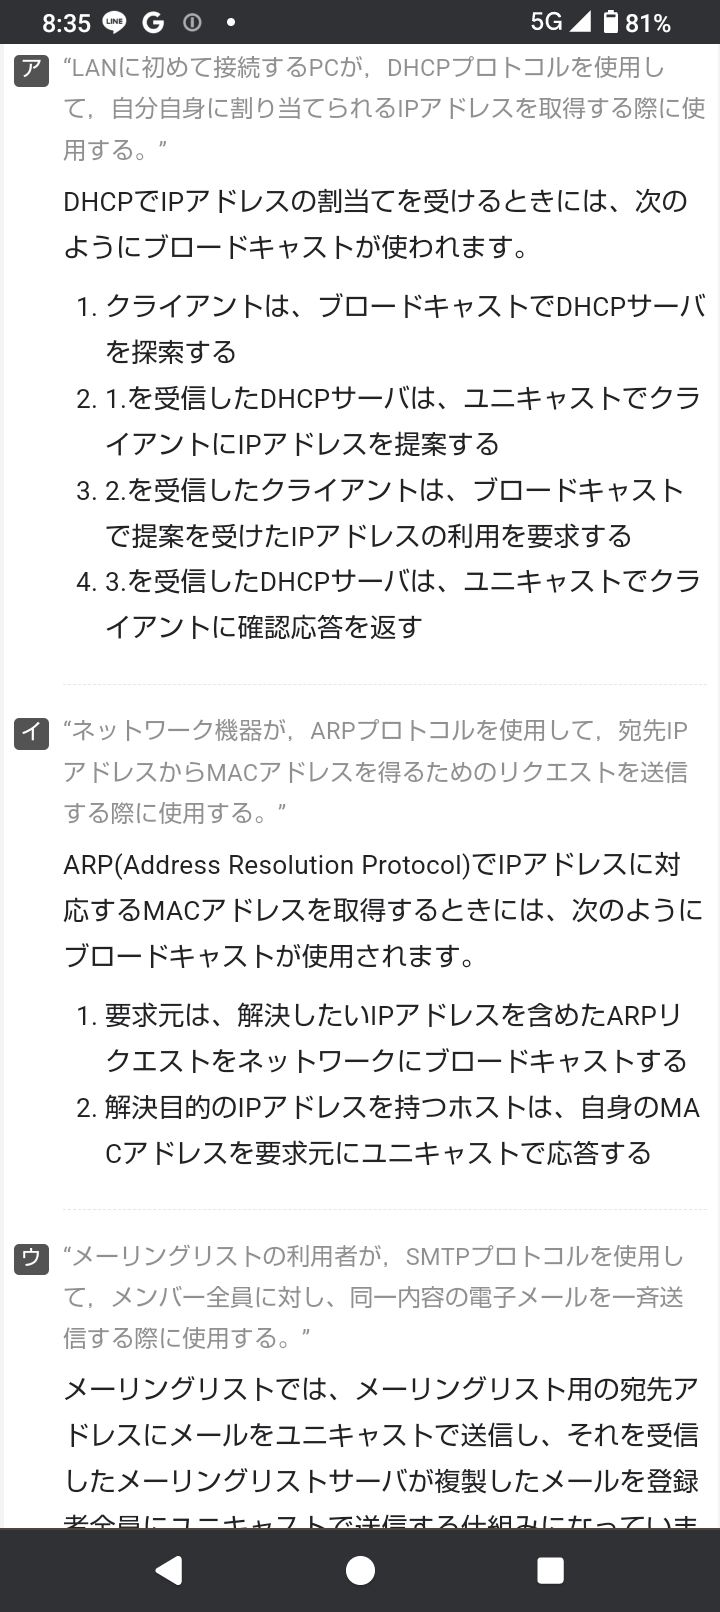 8:35 LINE G 5G 81%
ア “LANに初めて接続するPCが，DHCPプロトコルを使用し
て，自分自身に割り当てられるIPアドレスを取得する際に使
用する。”
DHCPでIPアドレスの割当てを受けるときには、次の
ようにブロードキャストが使われます。
1. クライアントは、ブロードキャストでDHCPサーバ
を探索する
2. 1.を受信したDHCPサーバは、ユニキャストでクラ
イアントにIPアドレスを提案する
3. 2.を受信したクライアントは、ブロードキャスト
で提案を受けたIPアドレスの利用を要求する
4. 3.を受信したDHCPサーバは、ユニキャストでクラ
イアントに確認応答を返す
イ “ネットワーク機器が，ARPプロトコルを使用して，宛先IP
アドレスからMACアドレスを得るためのリクエストを送信
する際に使用する。”
ARP(Address Resolution Protocol)でIPアドレスに対
応するMACアドレスを取得するときには、次のように
ブロードキャストが使用されます。
1. 要求元は、解決したいIPアドレスを含めたARPリ
クエストをネットワークにブロードキャストする
2. 解決目的のIPアドレスを持つホストは、自身のMA
Cアドレスを要求元にユニキャストで応答する
ウ “メーリングリストの利用者が，SMTPプロトコルを使用し
て，メンバー全員に対し、同一内容の電子メールを一斉送
信する際に使用する。”
メーリングリストでは、メーリングリスト用の宛先ア
ドレスにメールをユニキャストで送信し、それを受信
したメーリングリストサーバが複製したメールを登録
者全員にユニキャストで送信する仕組みになっていま